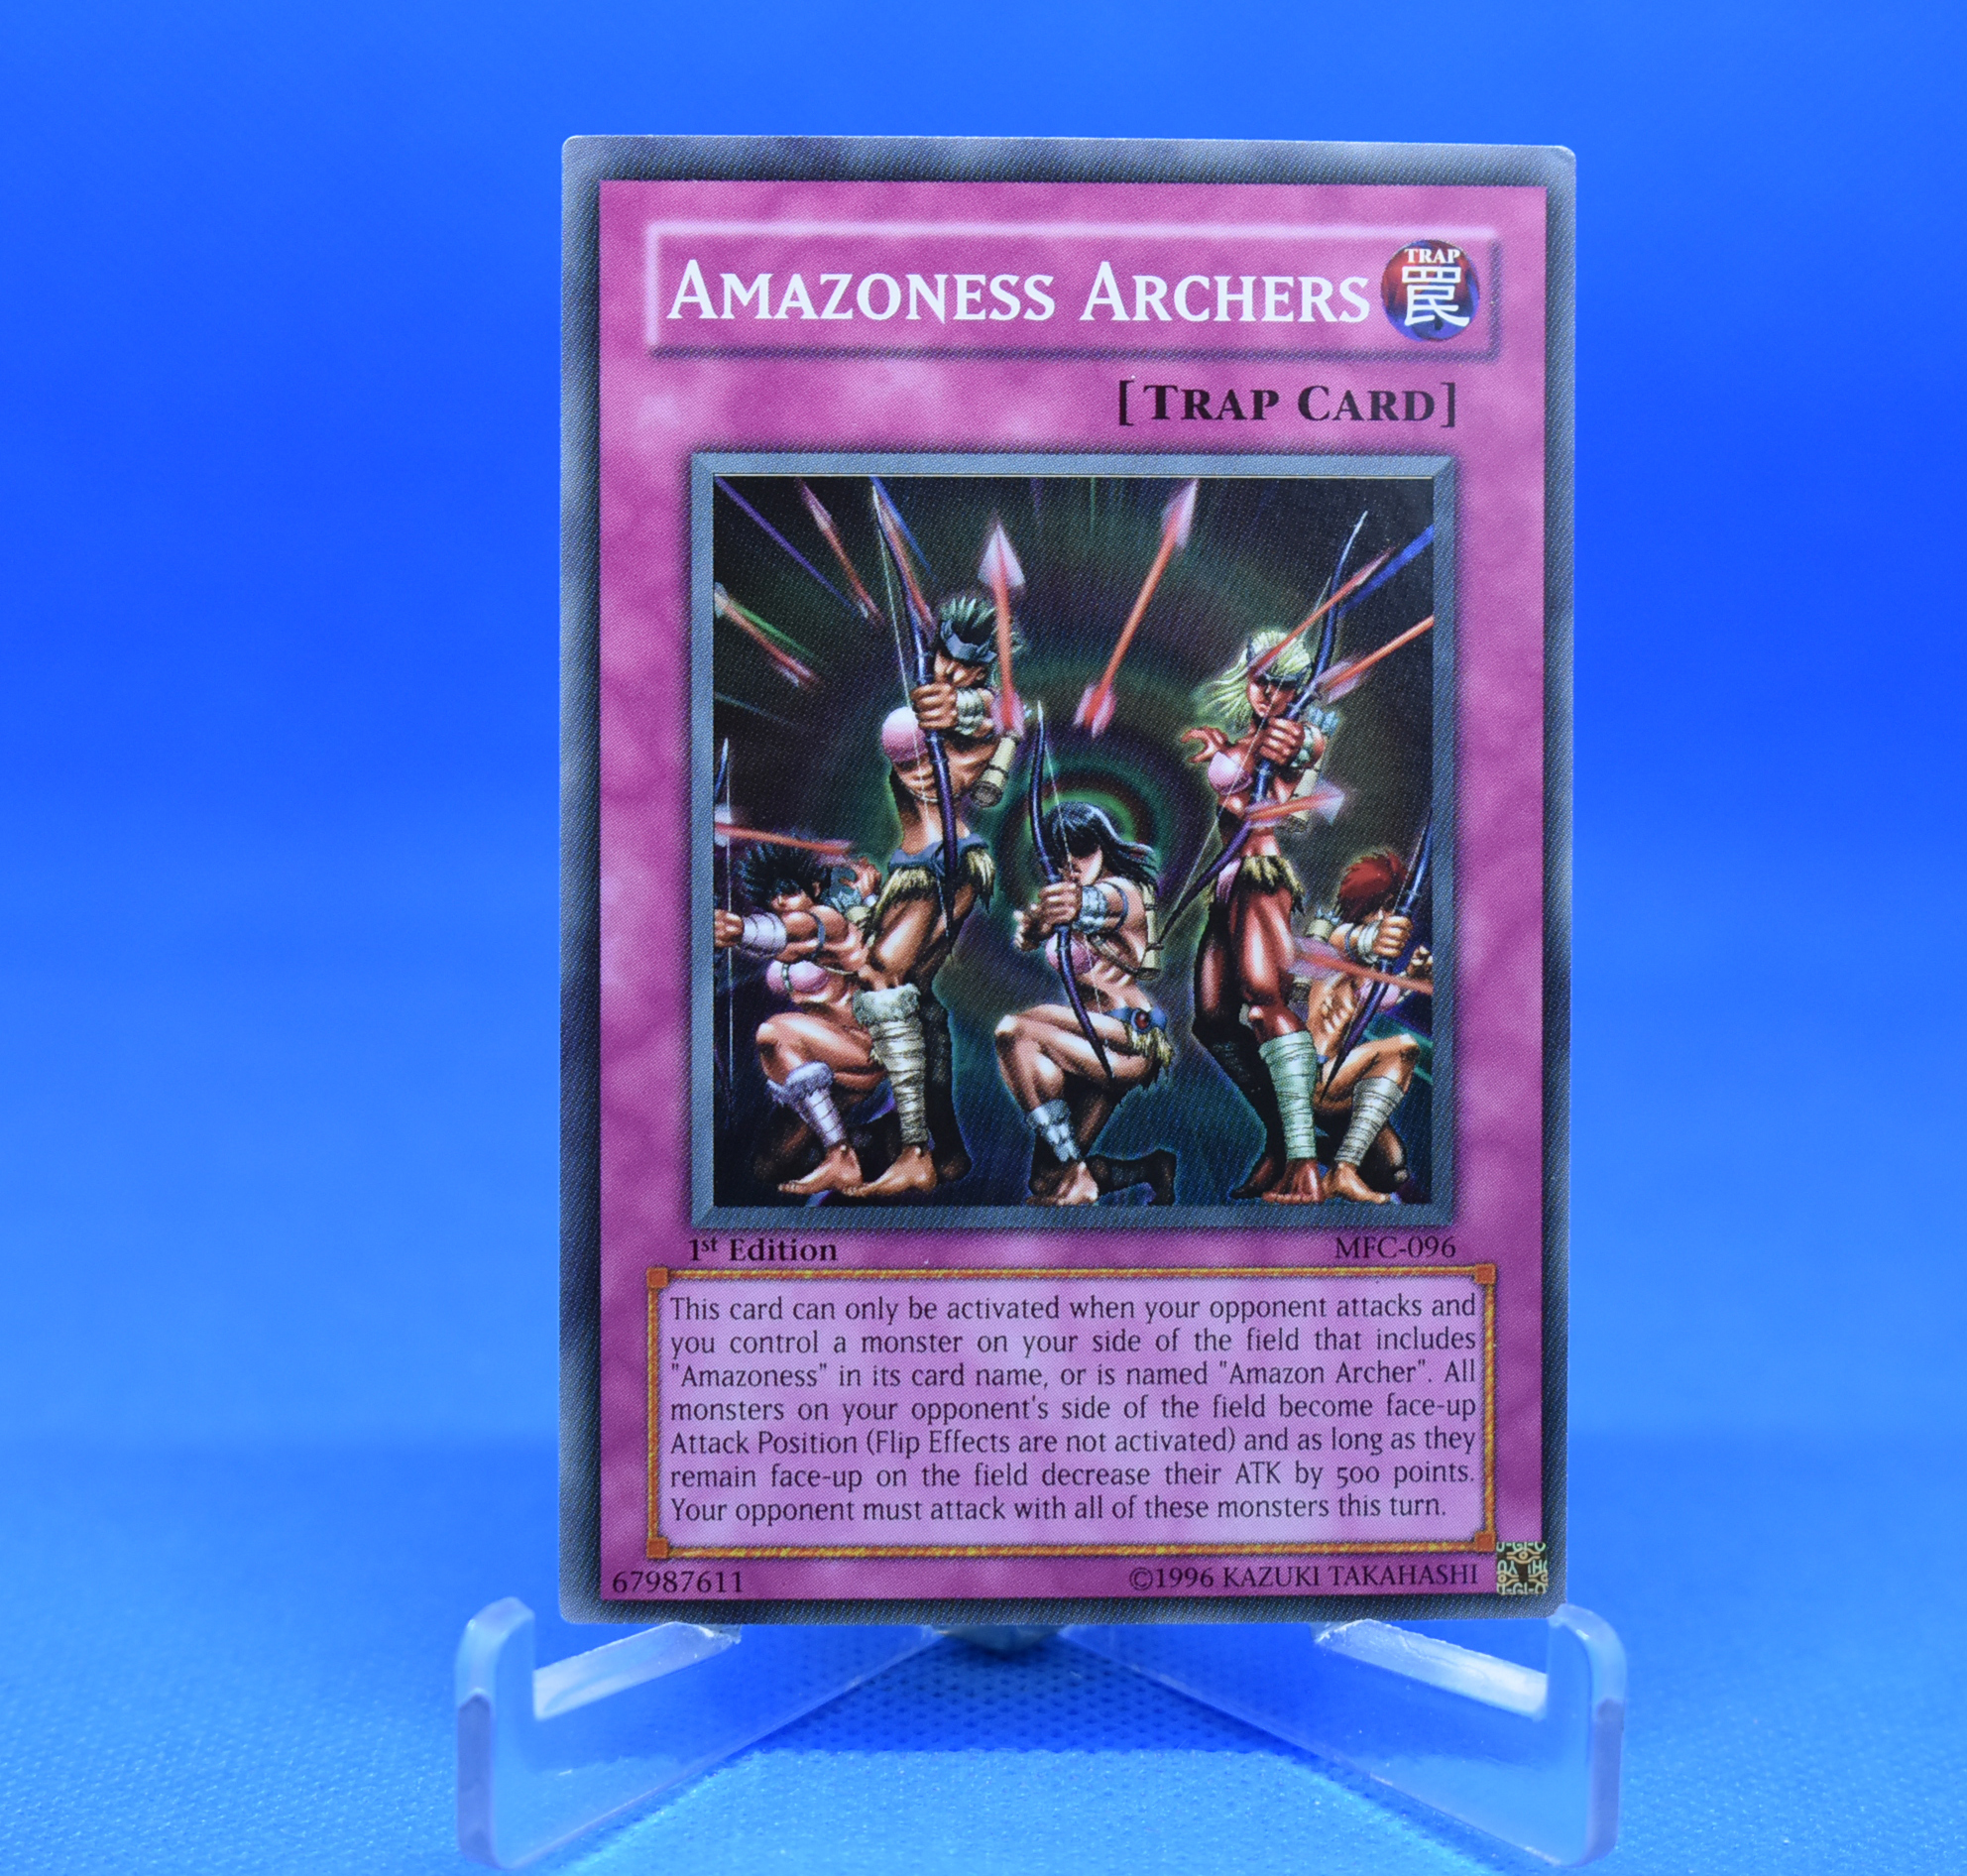 AMAZONESS ARCHERS
TRAP
罠
[TRAP CARD]
1st Edition
MFC-096
This card can only be activated when your opponent attacks and
you control a monster on your side of the field that includes
"Amazoness" in its card name, or is named "Amazon Archer". All
monsters on your opponent's side of the field become face-up
Attack Position (Flip Effects are not activated) and as long as they
remain face-up on the field decrease their ATK by 500 points.
Your opponent must attack with all of these monsters this turn.
67987611
©1996 KAZUKI TAKAHASHI